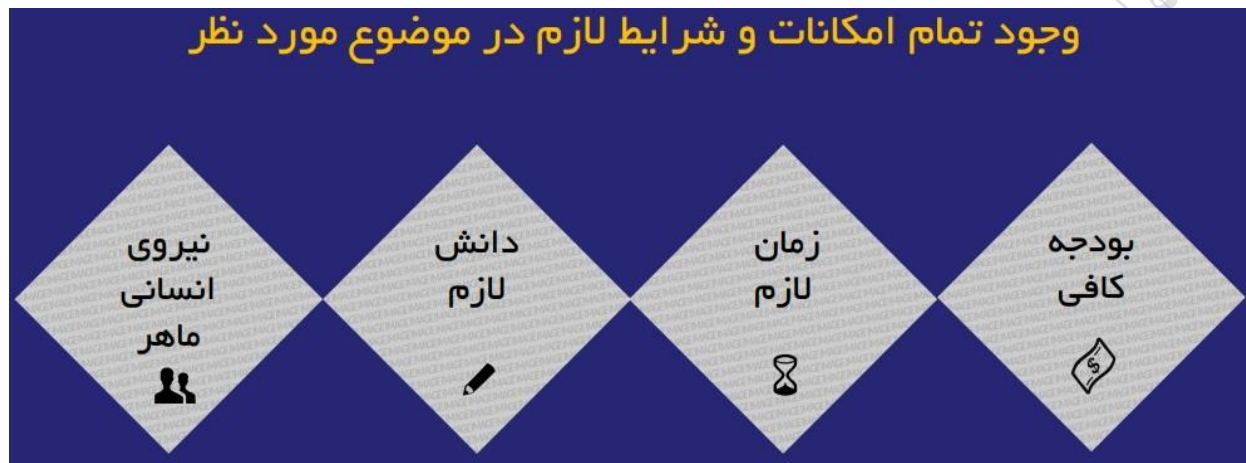 وجود تمام امکانات و شرایط لازم در موضوع مورد نظر
بودجه
کافی
زمان
لازم
دانش
لازم
نیروی
انسانی
ماهر